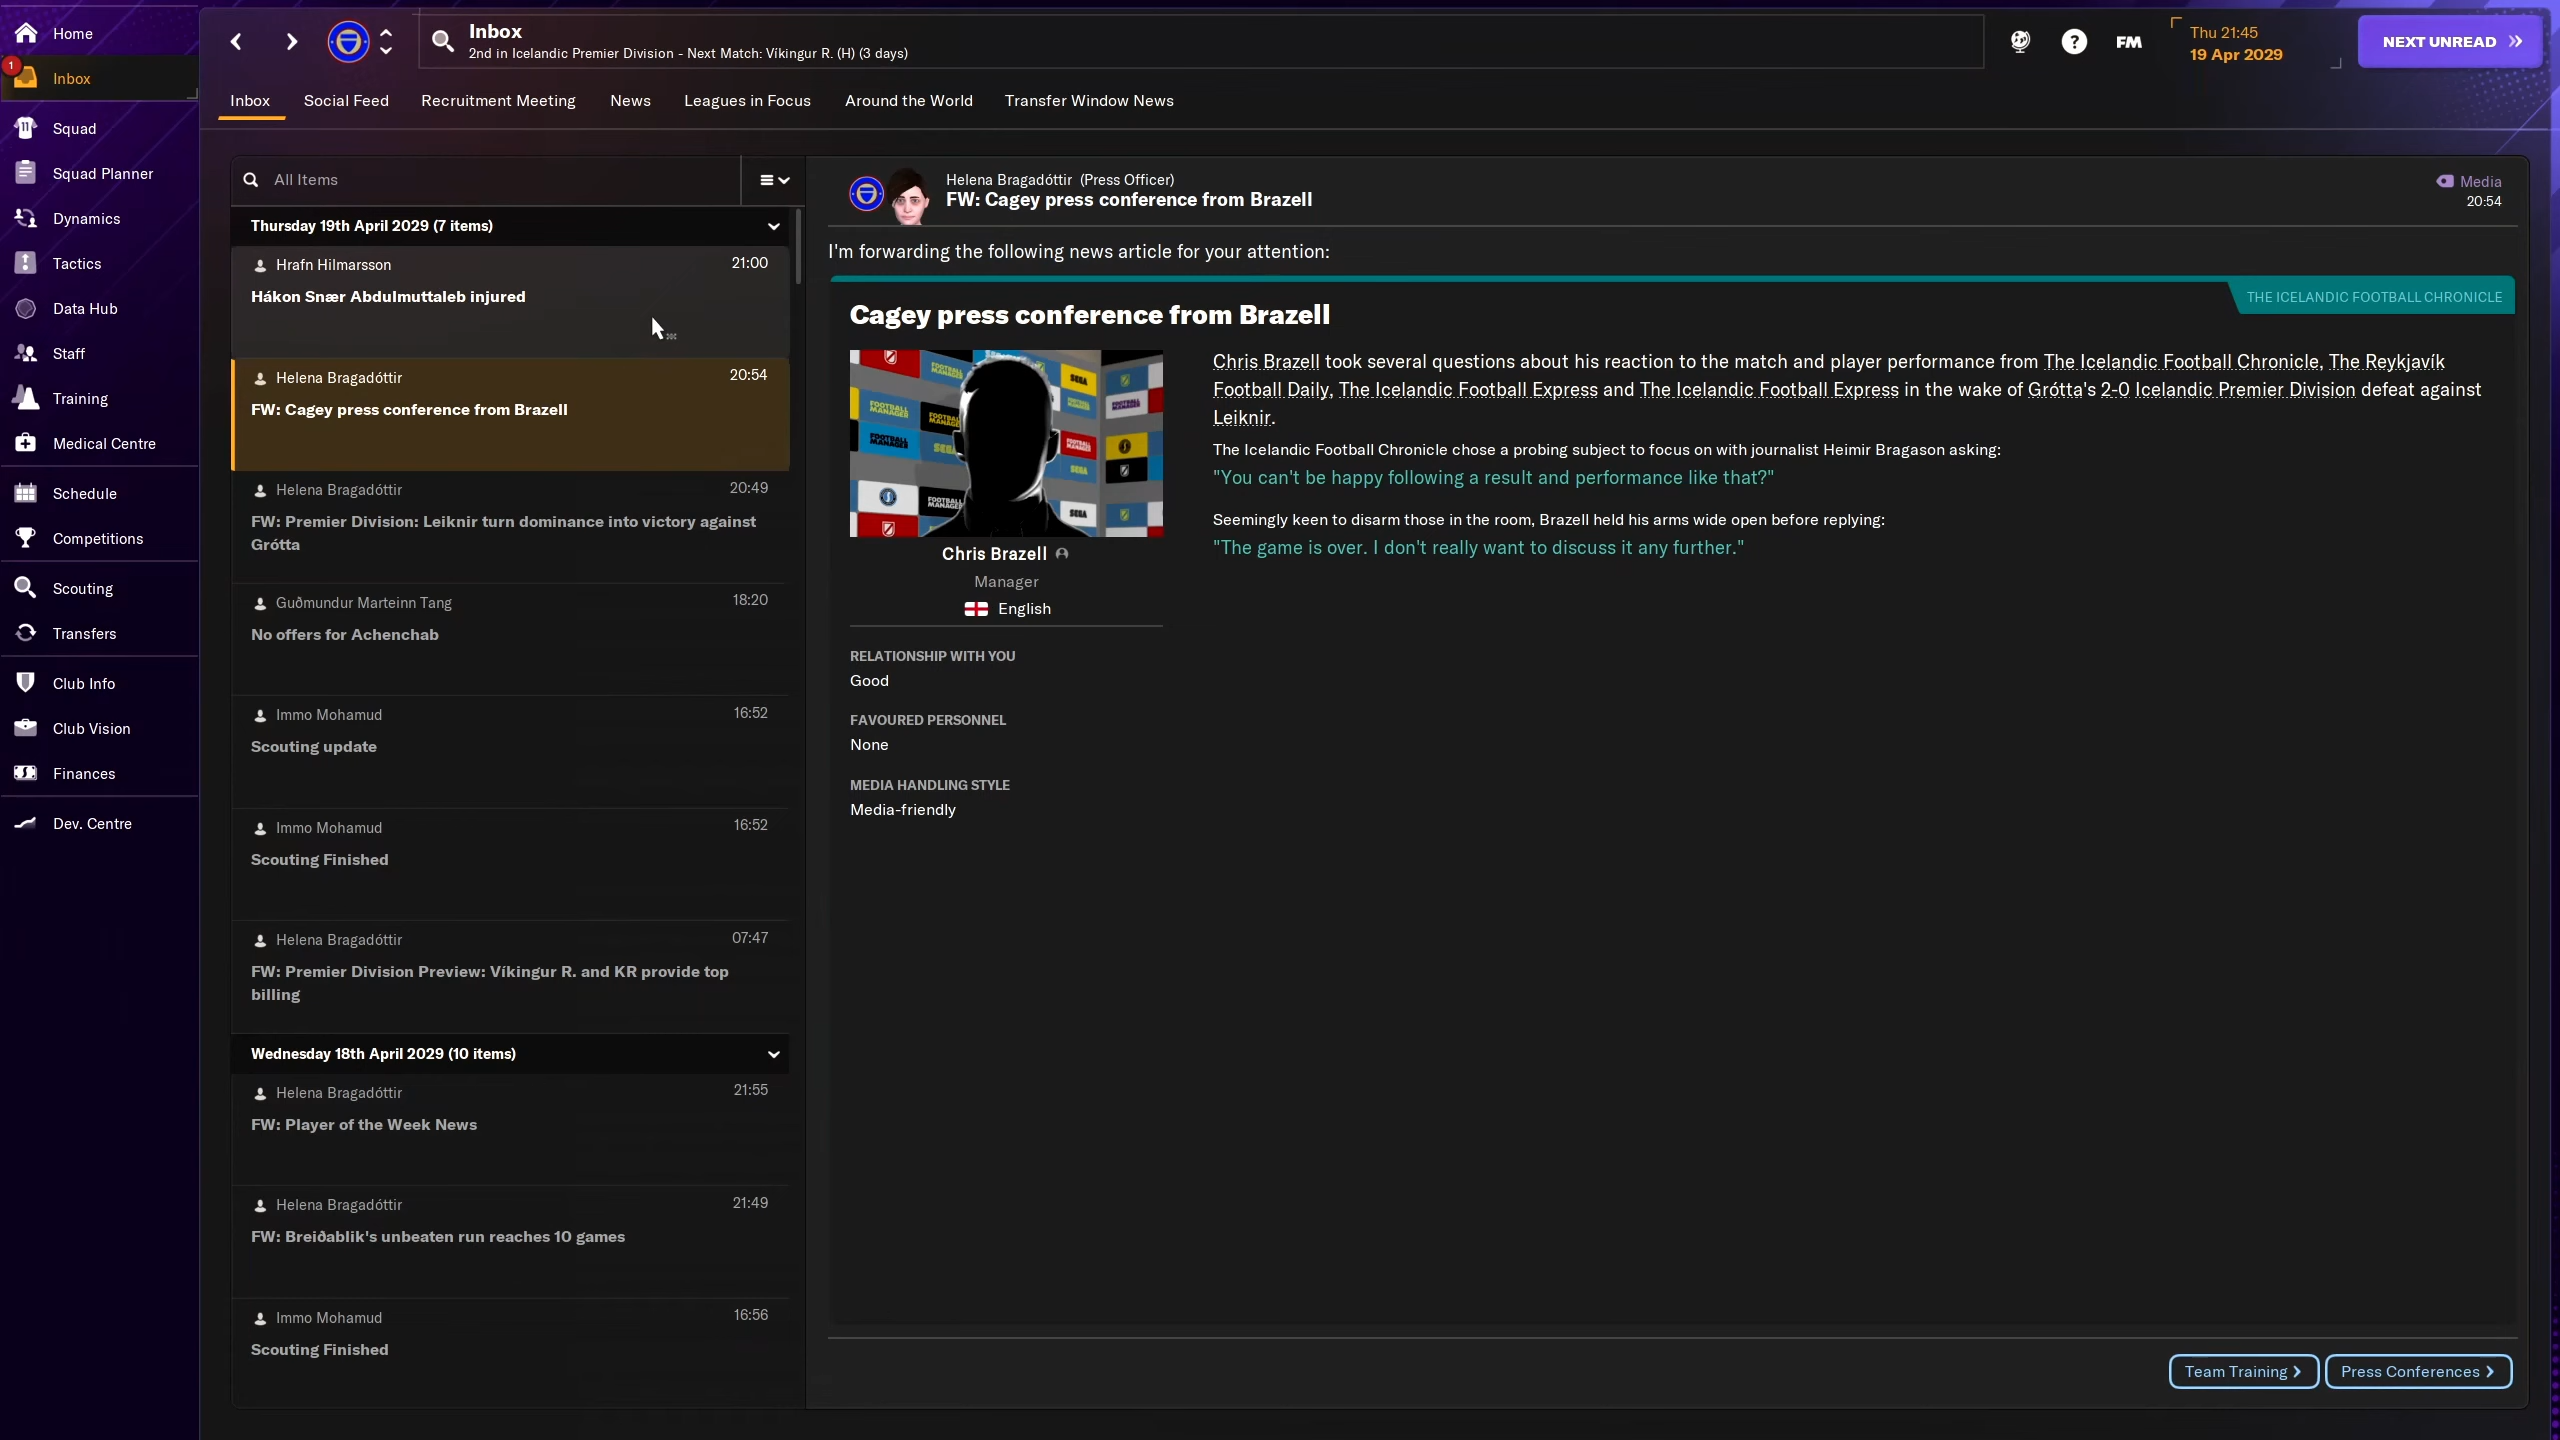 Home
1
Inbox
Squad
Squad Planner
Dynamics
Tactics
Data Hub
Staff
Training
Medical Centre
Schedule
Competitions
Scouting
Transfers
Club Info
Club Vision
Finances
Dev. Centre
Inbox
2nd in Icelandic Premier Division - Next Match: Víkingur R. (H) (3 days)
?
FM
Thu 21:45
19 Apr 2029
NEXT UNREAD
Inbox
Social Feed
Recruitment Meeting
News
Leagues in Focus
Around the World
Transfer Window News
All Items
Thursday 19th April 2029 (7 items)
Hrafn Hilmarsson 21:00
Hákon Snær Abdulmuttaleb injured
Helena Bragadóttir 20:54
FW: Cagey press conference from Brazell
Helena Bragadóttir 20:49
FW: Premier Division: Leiknir turn dominance into victory against
Grótta
Guðmundur Marteinn Tang 18:20
No offers for Achenchab
Immo Mohamud 16:52
Scouting update
Immo Mohamud 16:52
Scouting Finished
Helena Bragadóttir 07:47
FW: Premier Division Preview: Víkingur R. and KR provide top
billing
Wednesday 18th April 2029 (10 items)
Helena Bragadóttir 21:55
FW: Player of the Week News
Helena Bragadóttir 21:49
FW: Breiðablik's unbeaten run reaches 10 games
Immo Mohamud 16:56
Scouting Finished
Helena Bragadóttir (Press Officer)
FW: Cagey press conference from Brazell
Media
20:54
I'm forwarding the following news article for your attention:
THE ICELANDIC FOOTBALL CHRONICLE
Cagey press conference from Brazell
Chris Brazell took several questions about his reaction to the match and player performance from The Icelandic Football Chronicle, The Reykjavík
Football Daily, The Icelandic Football Express and The Icelandic Football Express in the wake of Grótta's 2-0 Icelandic Premier Division defeat against
Leiknir.
The Icelandic Football Chronicle chose a probing subject to focus on with journalist Heimir Bragason asking:
"You can't be happy following a result and performance like that?"
Seemingly keen to disarm those in the room, Brazell held his arms wide open before replying:
"The game is over. I don't really want to discuss it any further."
Chris Brazell
Manager
English
RELATIONSHIP WITH YOU
Good
FAVOURED PERSONNEL
None
MEDIA HANDLING STYLE
Media-friendly
Team Training
Press Conferences